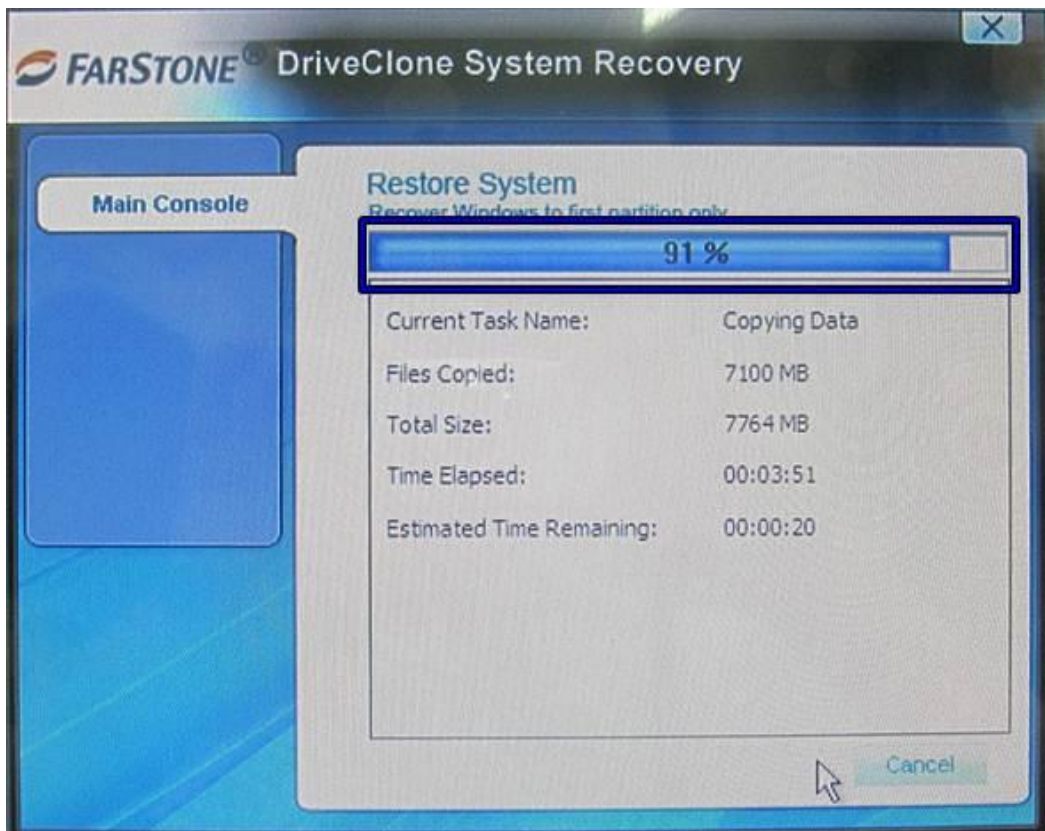 FARSTONE® DriveClone System Recovery
Main Console
Restore System
Recover Windows to first partition only
91 %
Current Task Name: Copying Data
Files Copied: 7100 MB
Total Size: 7764 MB
Time Elapsed: 00:03:51
Estimated Time Remaining: 00:00:20
Cancel